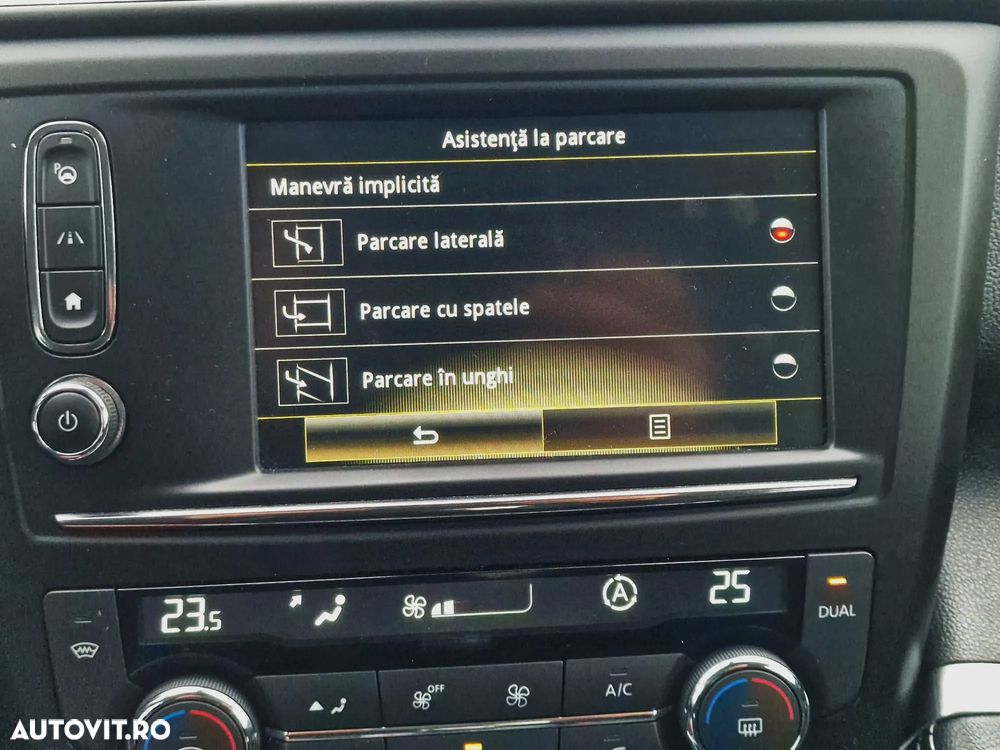 Asistenţă la parcare
Manevră implicită
Parcare laterală
Parcare cu spatele
Parcare în unghi
23.5
A
25
DUAL
OFF
A/C
AUTOVIT.RO